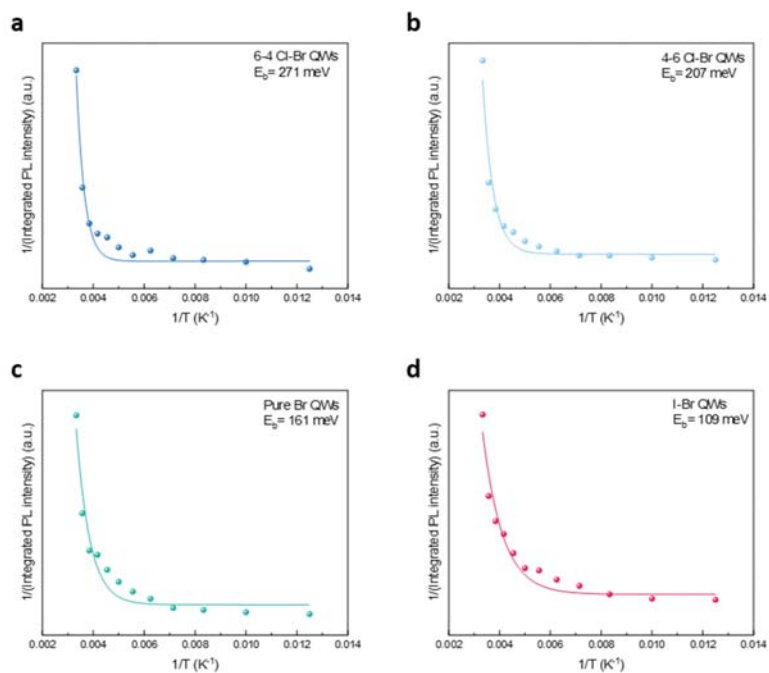 a
6-4 Cl-Br QWs
E_b= 271 meV
1/(Integrated PL intensity) (a.u.)
0.002 0.004 0.006 0.008 0.010 0.012 0.014
1/T (K⁻¹)
b
4-6 Cl-Br QWs
E_b= 207 meV
1/(Integrated PL intensity) (a.u.)
0.002 0.004 0.006 0.008 0.010 0.012 0.014
1/T (K⁻¹)
c
Pure Br QWs
E_b= 161 meV
1/(Integrated PL intensity) (a.u.)
0.002 0.004 0.006 0.008 0.010 0.012 0.014
1/T (K⁻¹)
d
I-Br QWs
E_b= 109 meV
1/(Integrated PL intensity) (a.u.)
0.002 0.004 0.006 0.008 0.010 0.012 0.014
1/T (K⁻¹)